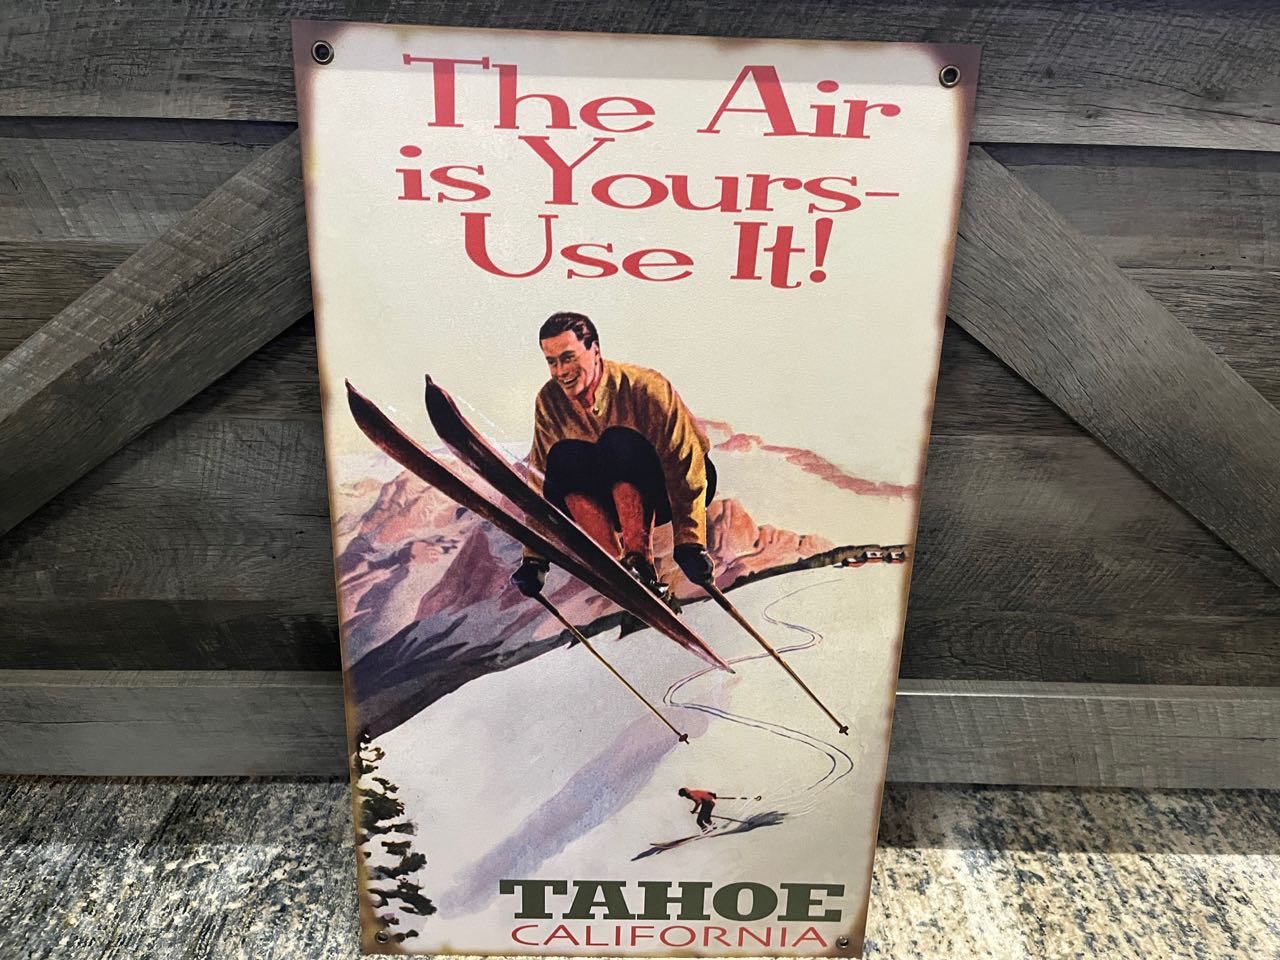 The Air
is Yours-
Use It!
TAHOE
CALIFORNIA